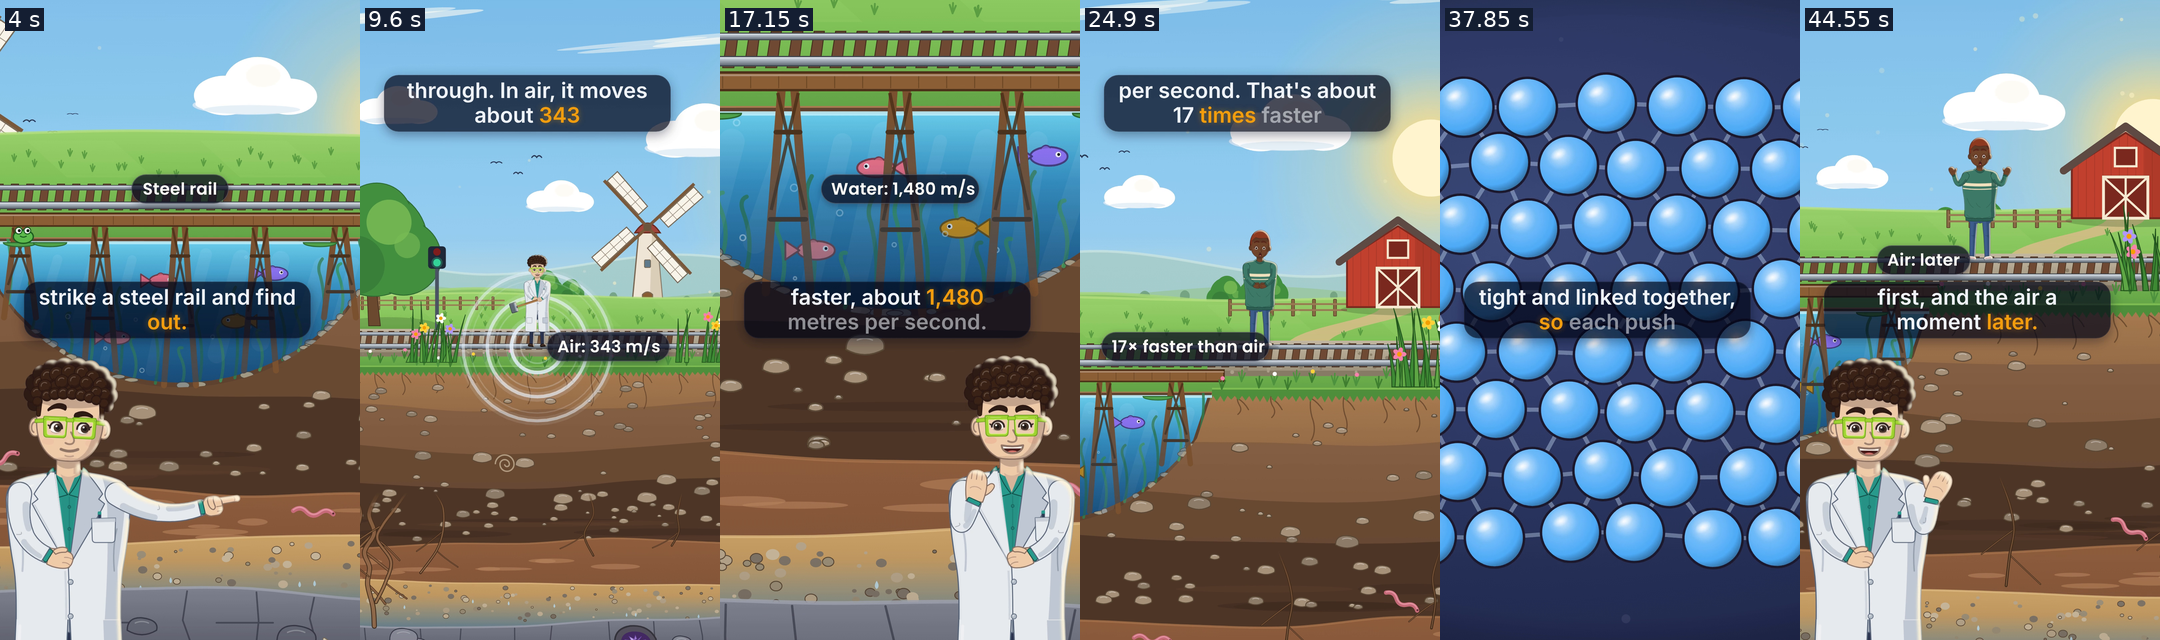 4 s
Steel rail
strike a steel rail and find
out.
9.6 s
through. In air, it moves
about 343
Air: 343 m/s
17.15 s
Water: 1,480 m/s
faster, about 1,480
metres per second.
24.9 s
per second. That's about
17 times faster
17× faster than air
37.85 s
tight and linked together,
so each push
44.55 s
Air: later
first, and the air a
moment later.